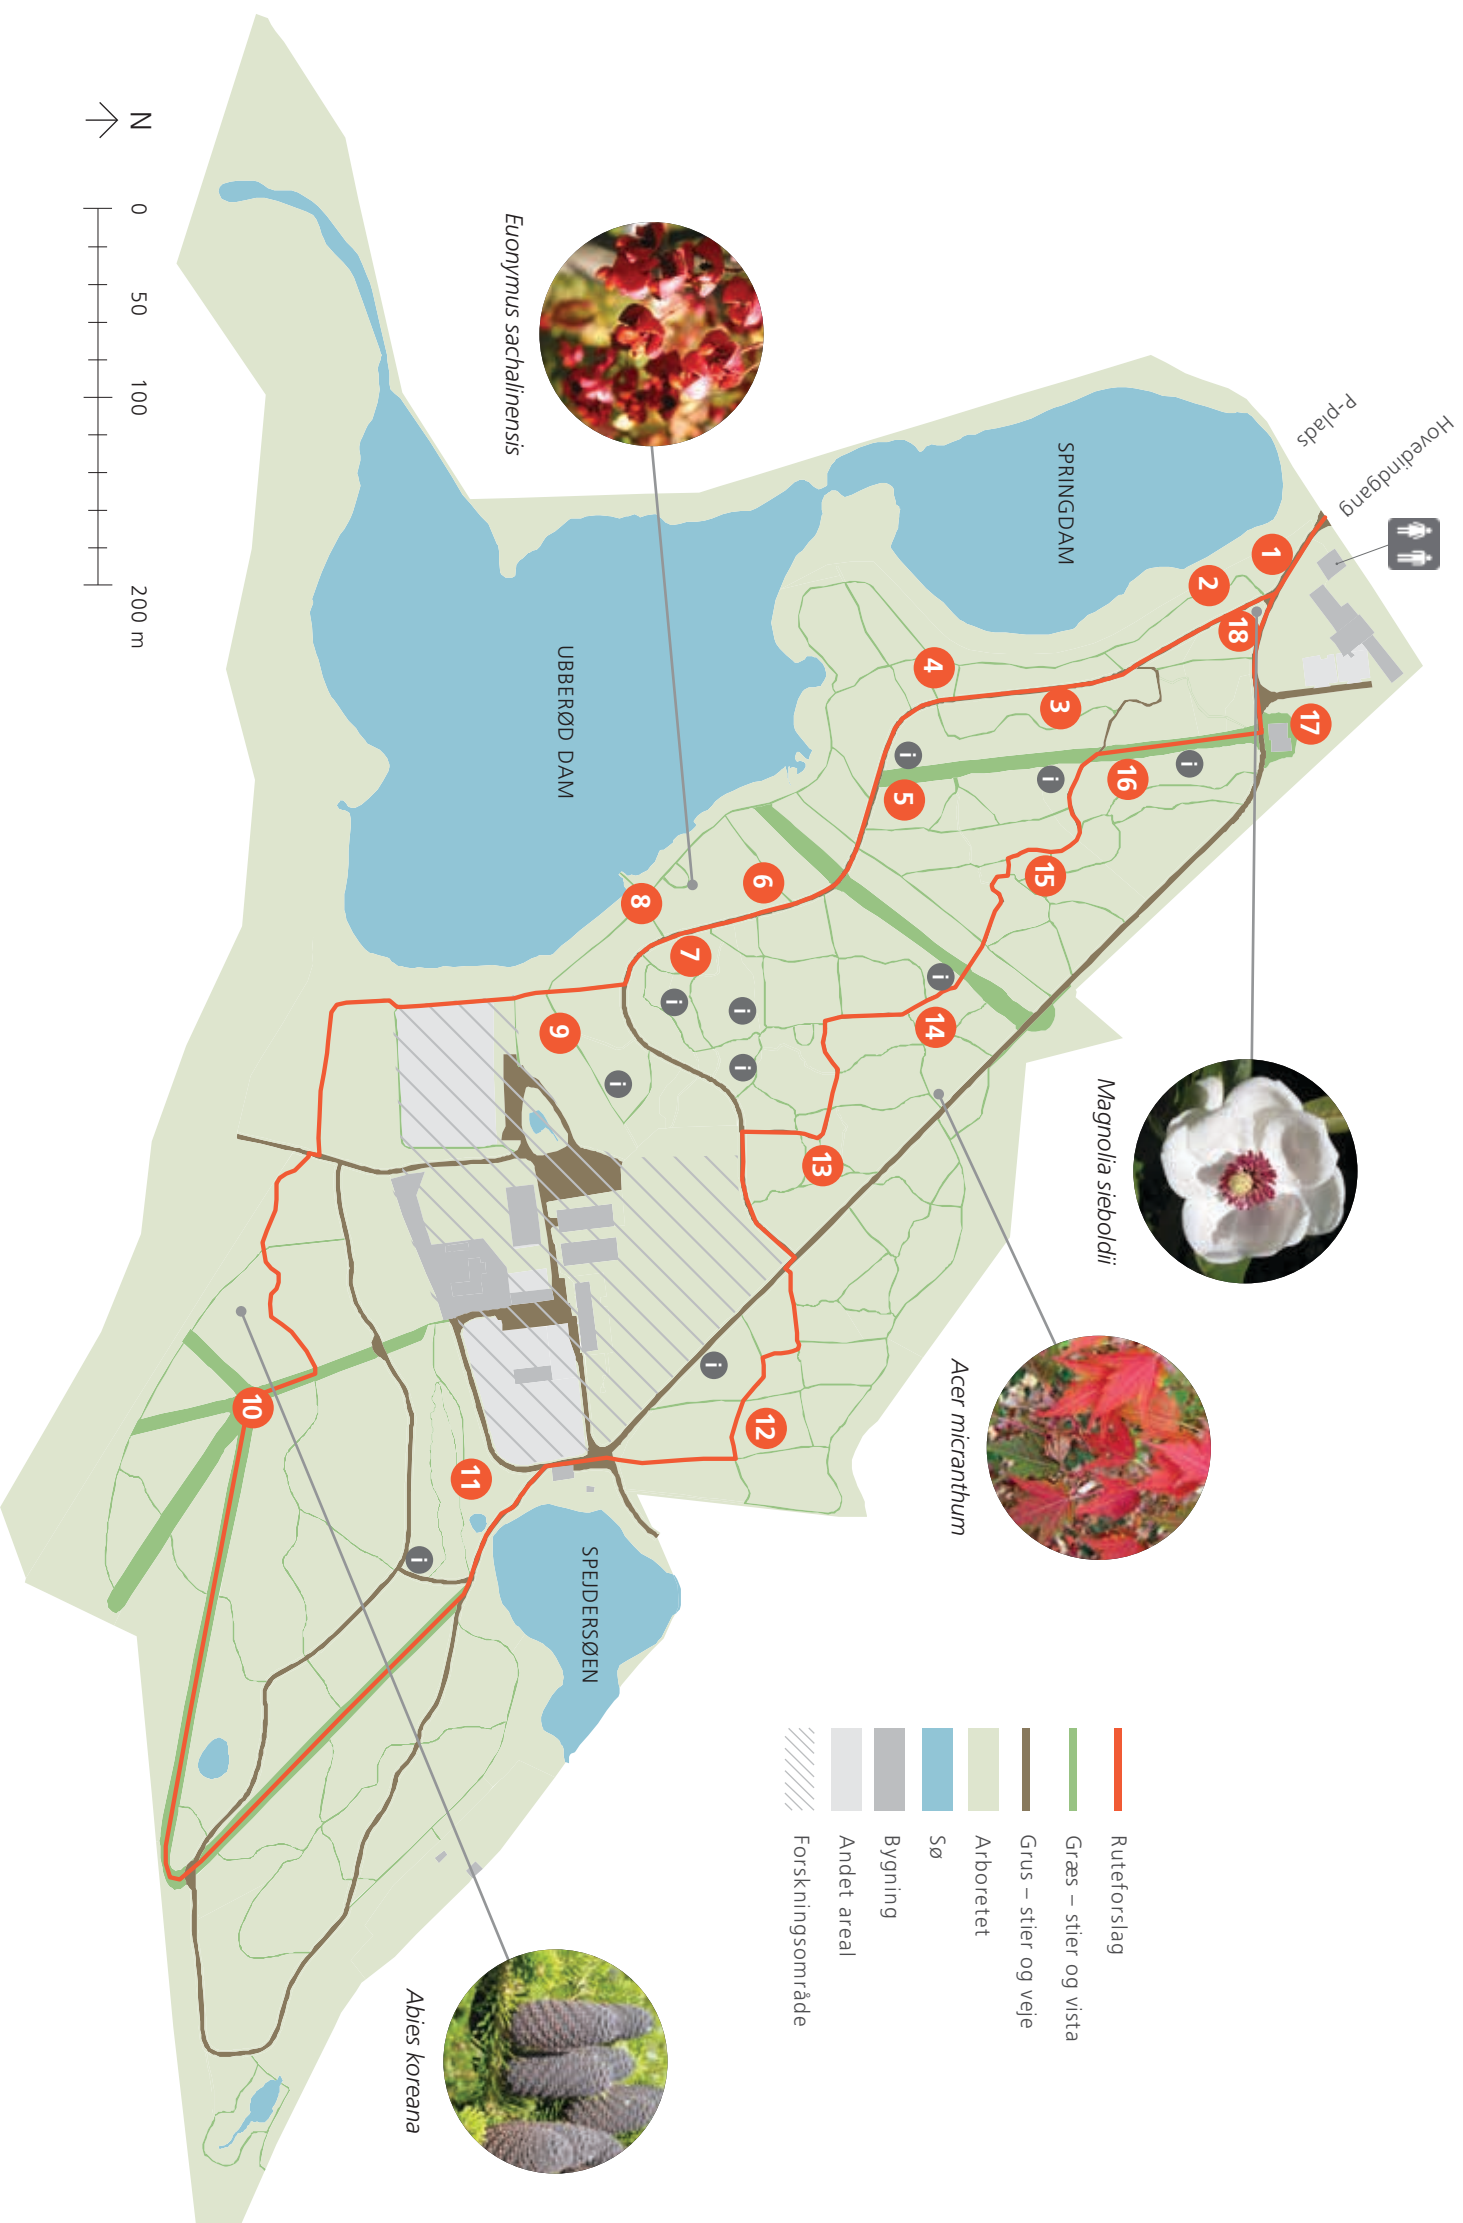 Hovedindgang
P-plads
SPRINGDAM
UBBERØD DAM
SPEJDERSØEN
Euonymus sachalinensis
Magnolia sieboldii
Acer micranthum
Abies koreana
1
2
3
4
5
6
7
8
9
10
11
12
13
14
15
16
17
18
i
i
i
i
i
i
i
i
i
i
Ruteforslag
Græs – stier og vista
Grus – stier og veje
Arboretet
Sø
Bygning
Andet areal
Forskningsområde
N
0 50 100 200 m